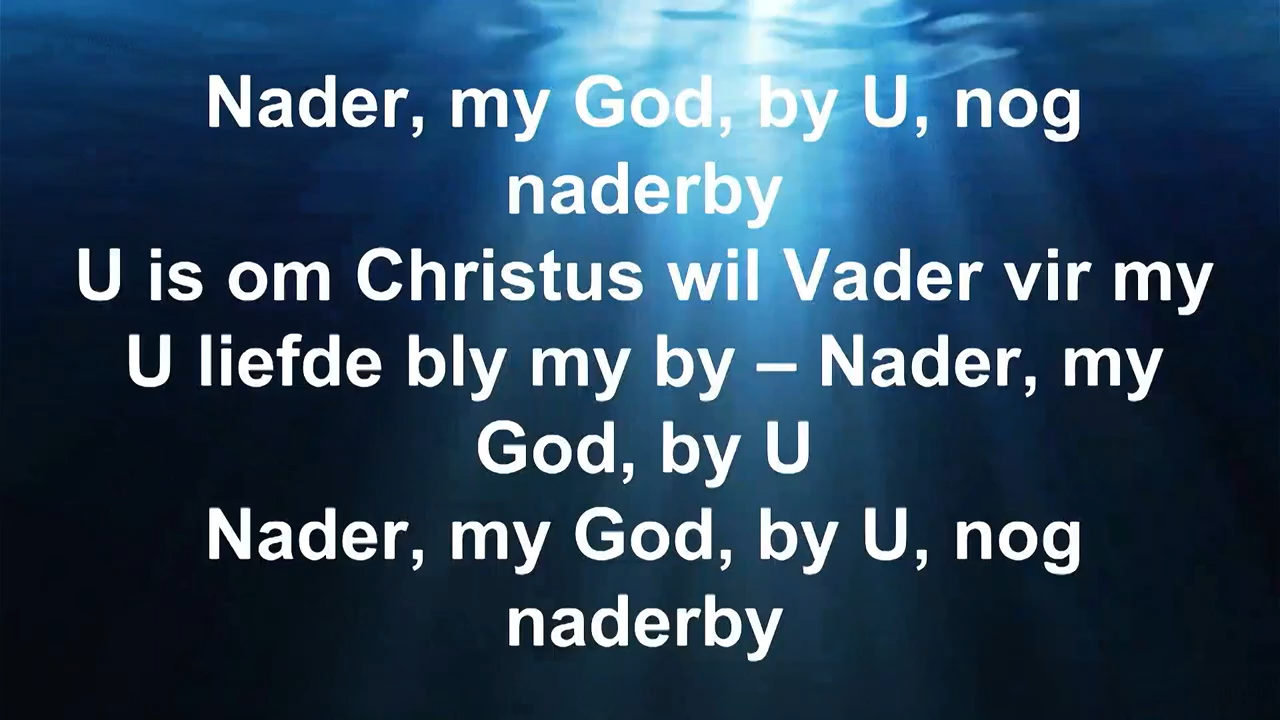 Nader, my God, by U, nog
naderby
U is om Christus wil Vader vir my
U liefde bly my by – Nader, my
God, by U
Nader, my God, by U, nog
naderby